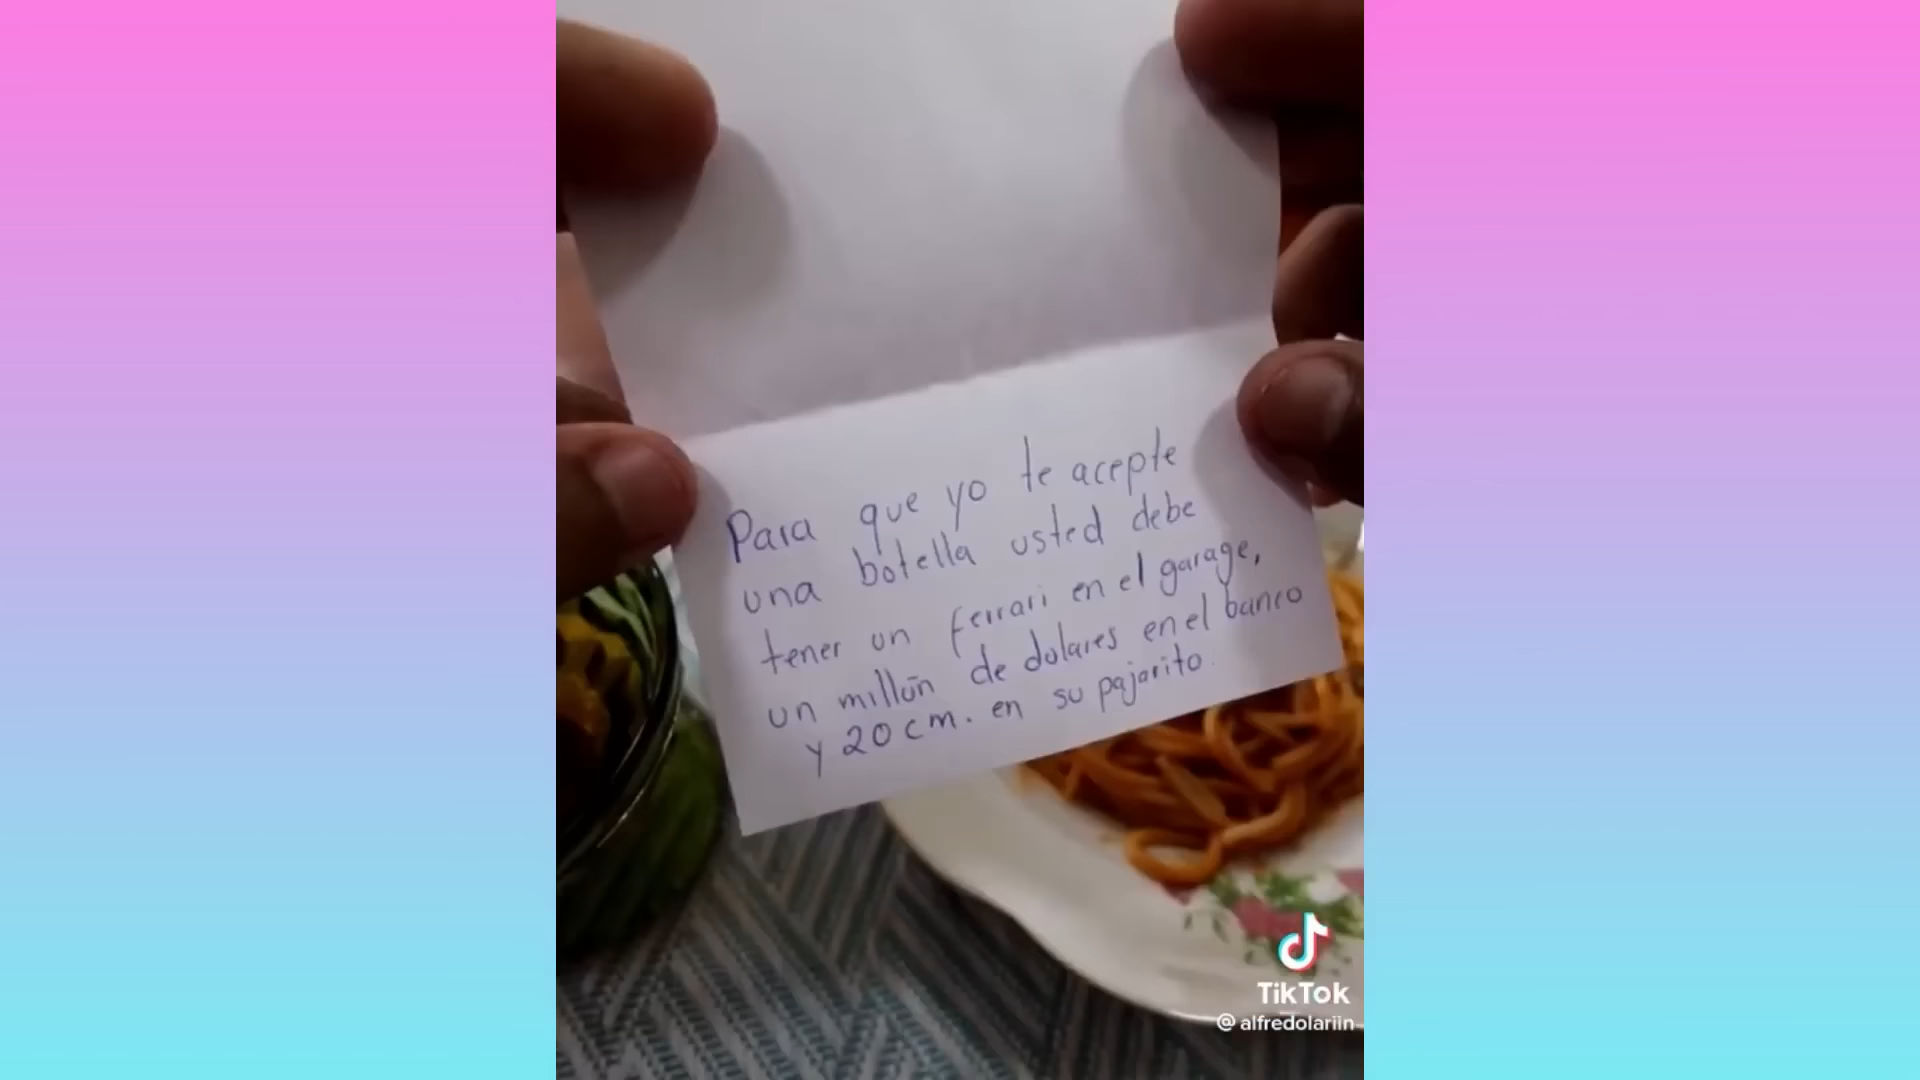 Para que yo te acepte
una botella usted debe
tener un ferrari en el garage,
un millón de dolares en el banco
y 20 cm. en su pajarito.
TikTok
@alfredolariin